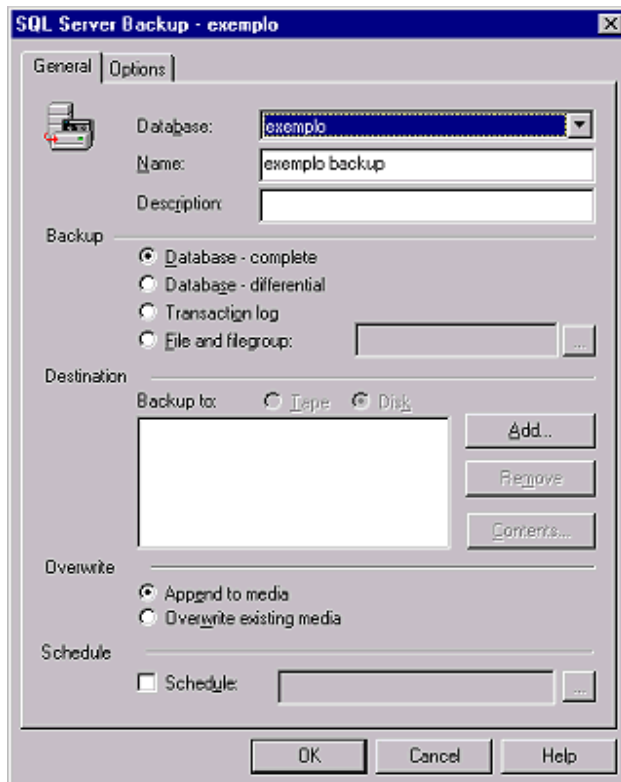 SQL Server Backup - exemplo
General Options
Database: exemplo
Name: exemplo backup
Description:
Backup
Database - complete
Database - differential
Transaction log
File and filegroup: ...
Destination
Backup to: Tape Disk
Add...
Remove
Contents...
Overwrite
Append to media
Overwrite existing media
Schedule
Schedule: ...
OK Cancel Help